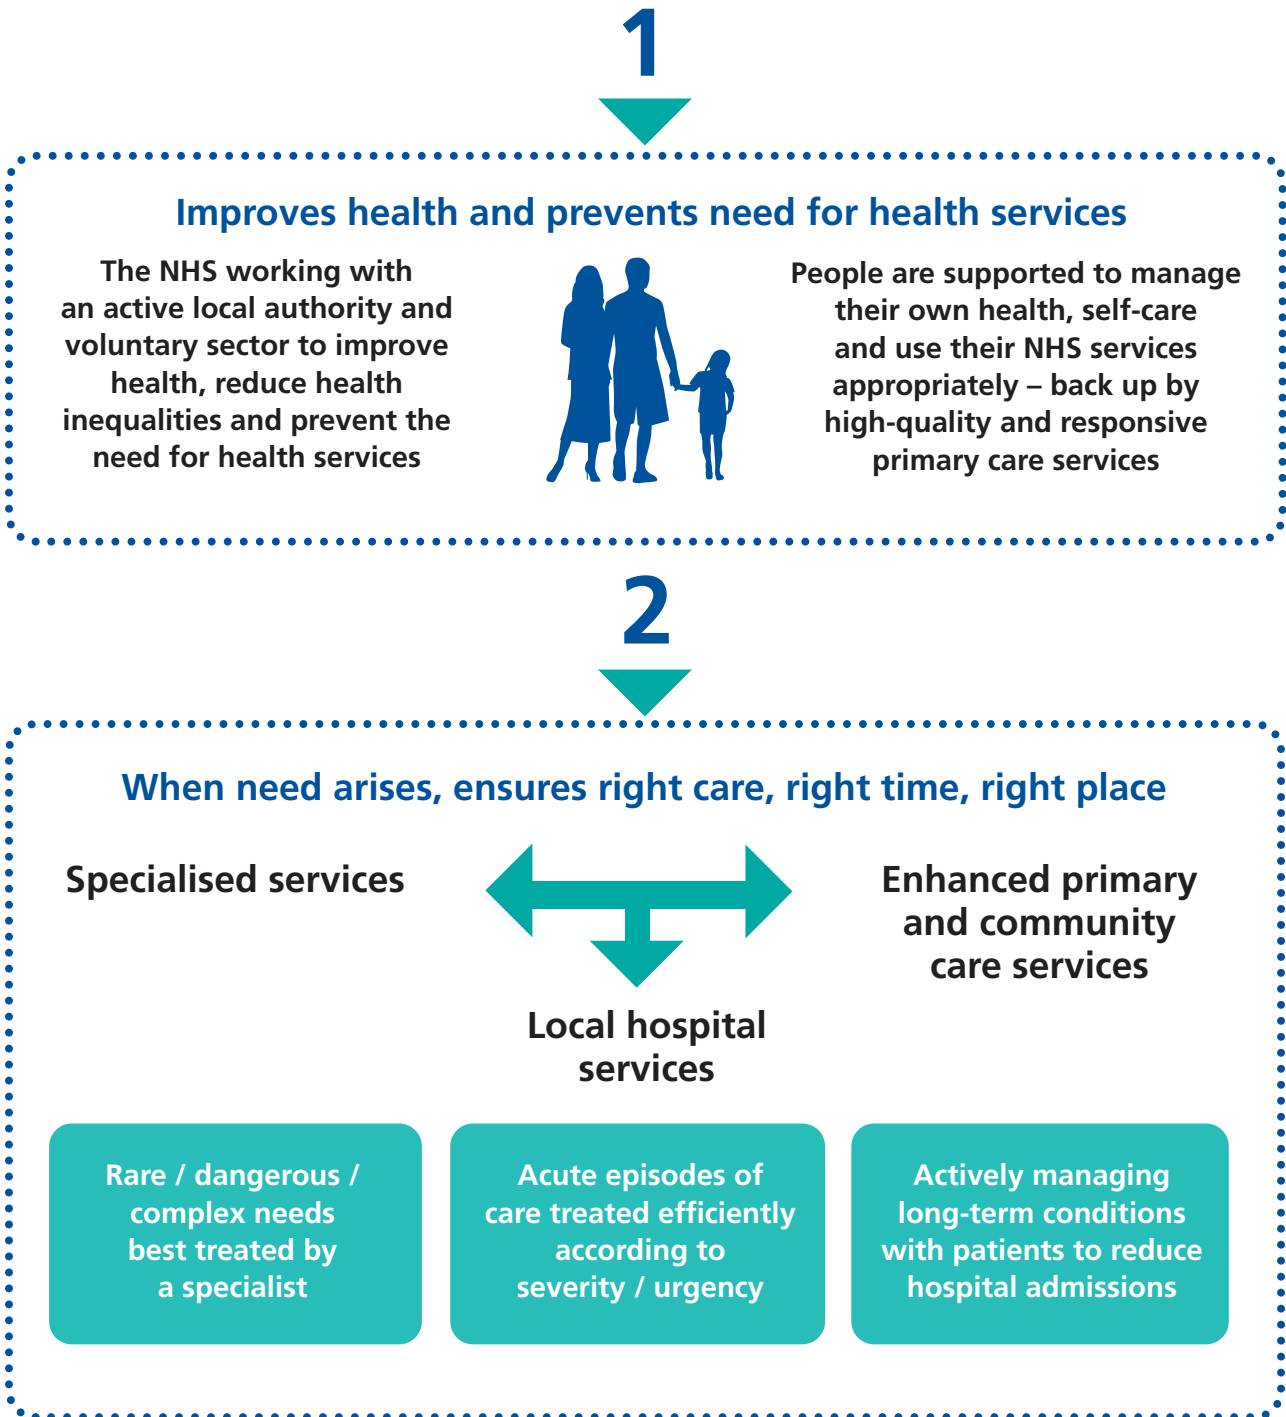 1
Improves health and prevents need for health services
The NHS working with
an active local authority and
voluntary sector to improve
health, reduce health
inequalities and prevent the
need for health services
People are supported to manage
their own health, self-care
and use their NHS services
appropriately – back up by
high-quality and responsive
primary care services
2
When need arises, ensures right care, right time, right place
Specialised services
Enhanced primary
and community
care services
Local hospital
services
Rare / dangerous /
complex needs
best treated by
a specialist
Acute episodes of
care treated efficiently
according to
severity / urgency
Actively managing
long-term conditions
with patients to reduce
hospital admissions